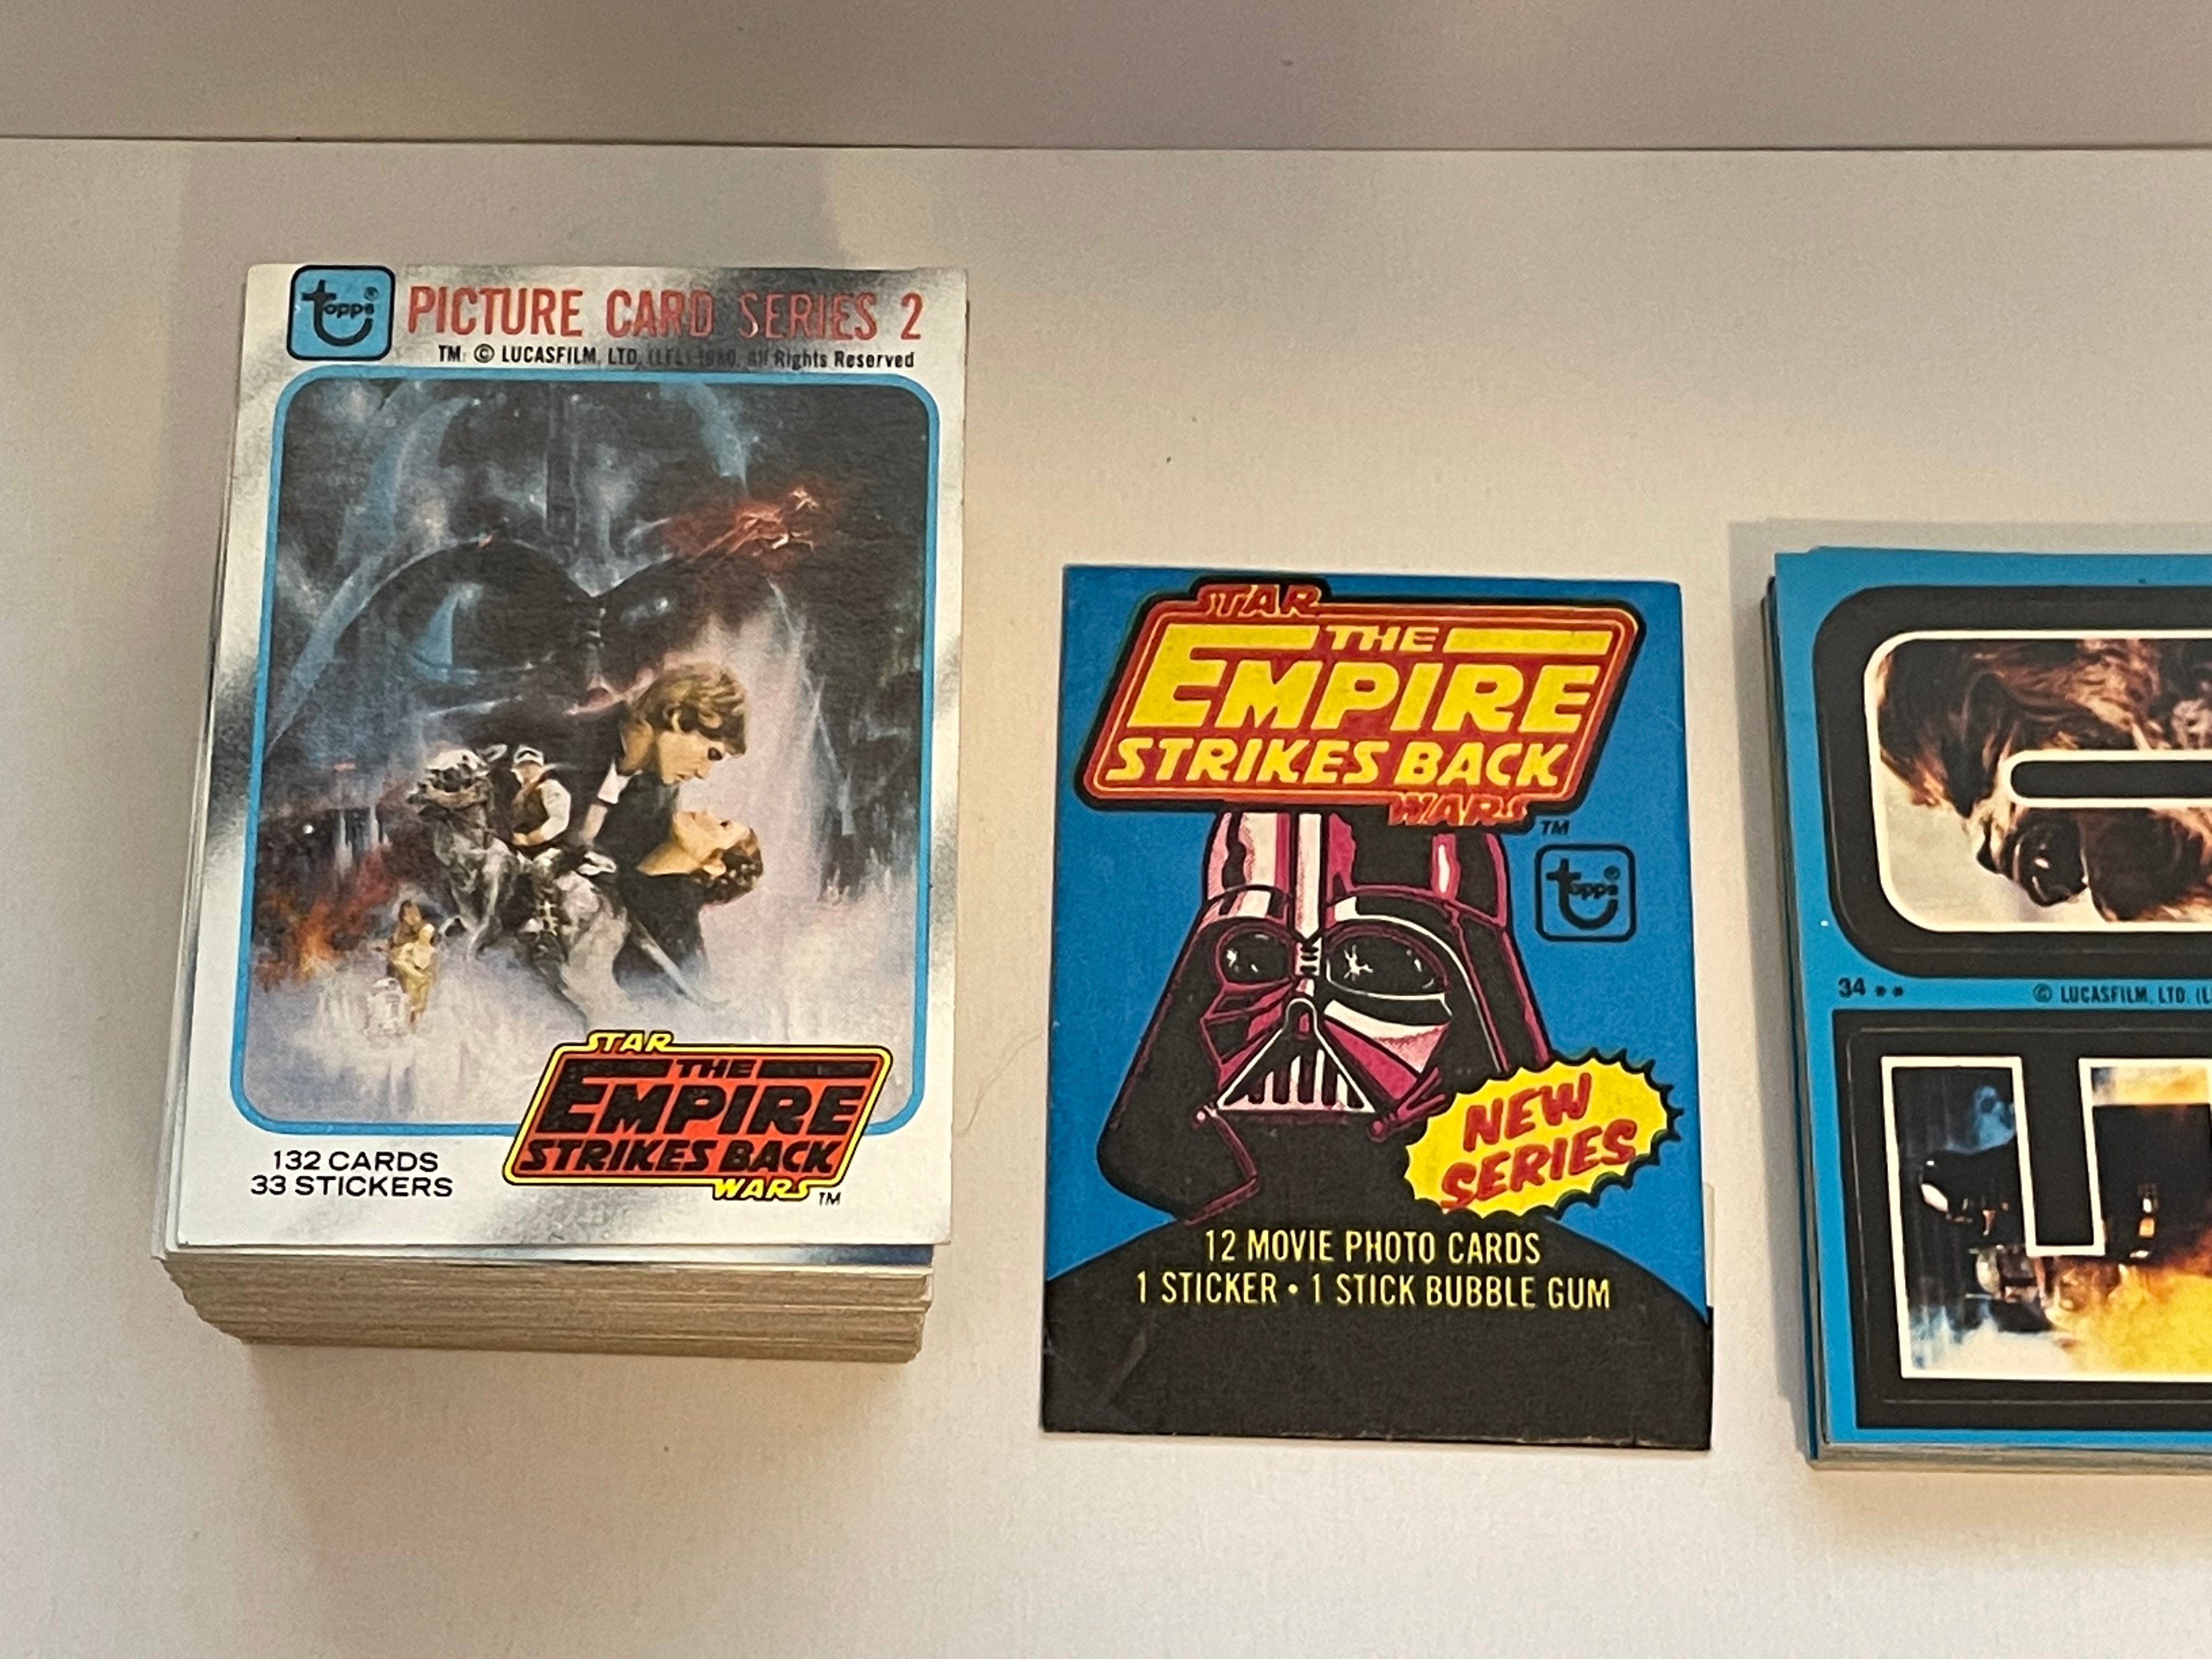 topps®
PICTURE CARD SERIES 2
TM © LUCASFILM, LTD. (LFL) 1980. All Rights Reserved
STAR
THE
EMPIRE
STRIKES BACK
WARS TM
132 CARDS
33 STICKERS
STAR
THE
EMPIRE
STRIKES BACK
WARS
TM
topps®
NEW
SERIES
12 MOVIE PHOTO CARDS
1 STICKER • 1 STICK BUBBLE GUM
34 **
© LUCASFILM, LTD. (L